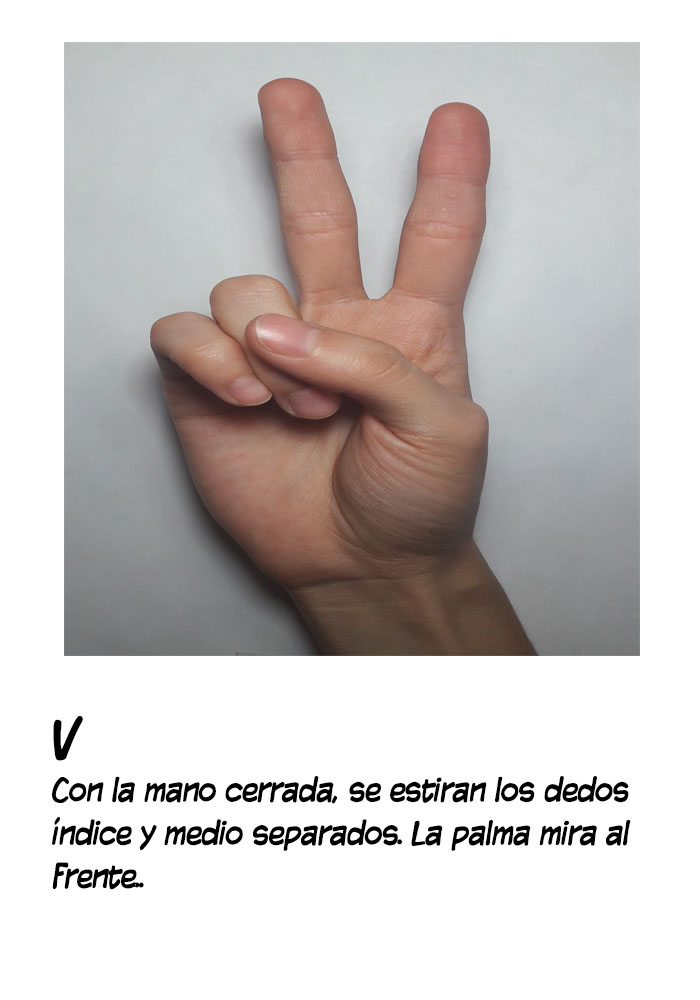 V
Con la mano cerrada, se estiran los dedos
índice y medio separados. La palma mira al
Frente..